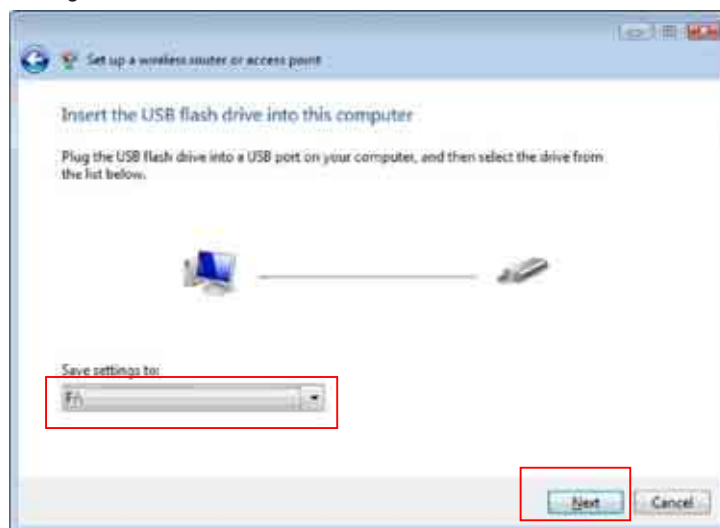 Set up a wireless router or access point
Insert the USB flash drive into this computer
Plug the USB flash drive into a USB port on your computer, and then select the drive from
the list below.
Save settings to:
F:\
Next Cancel